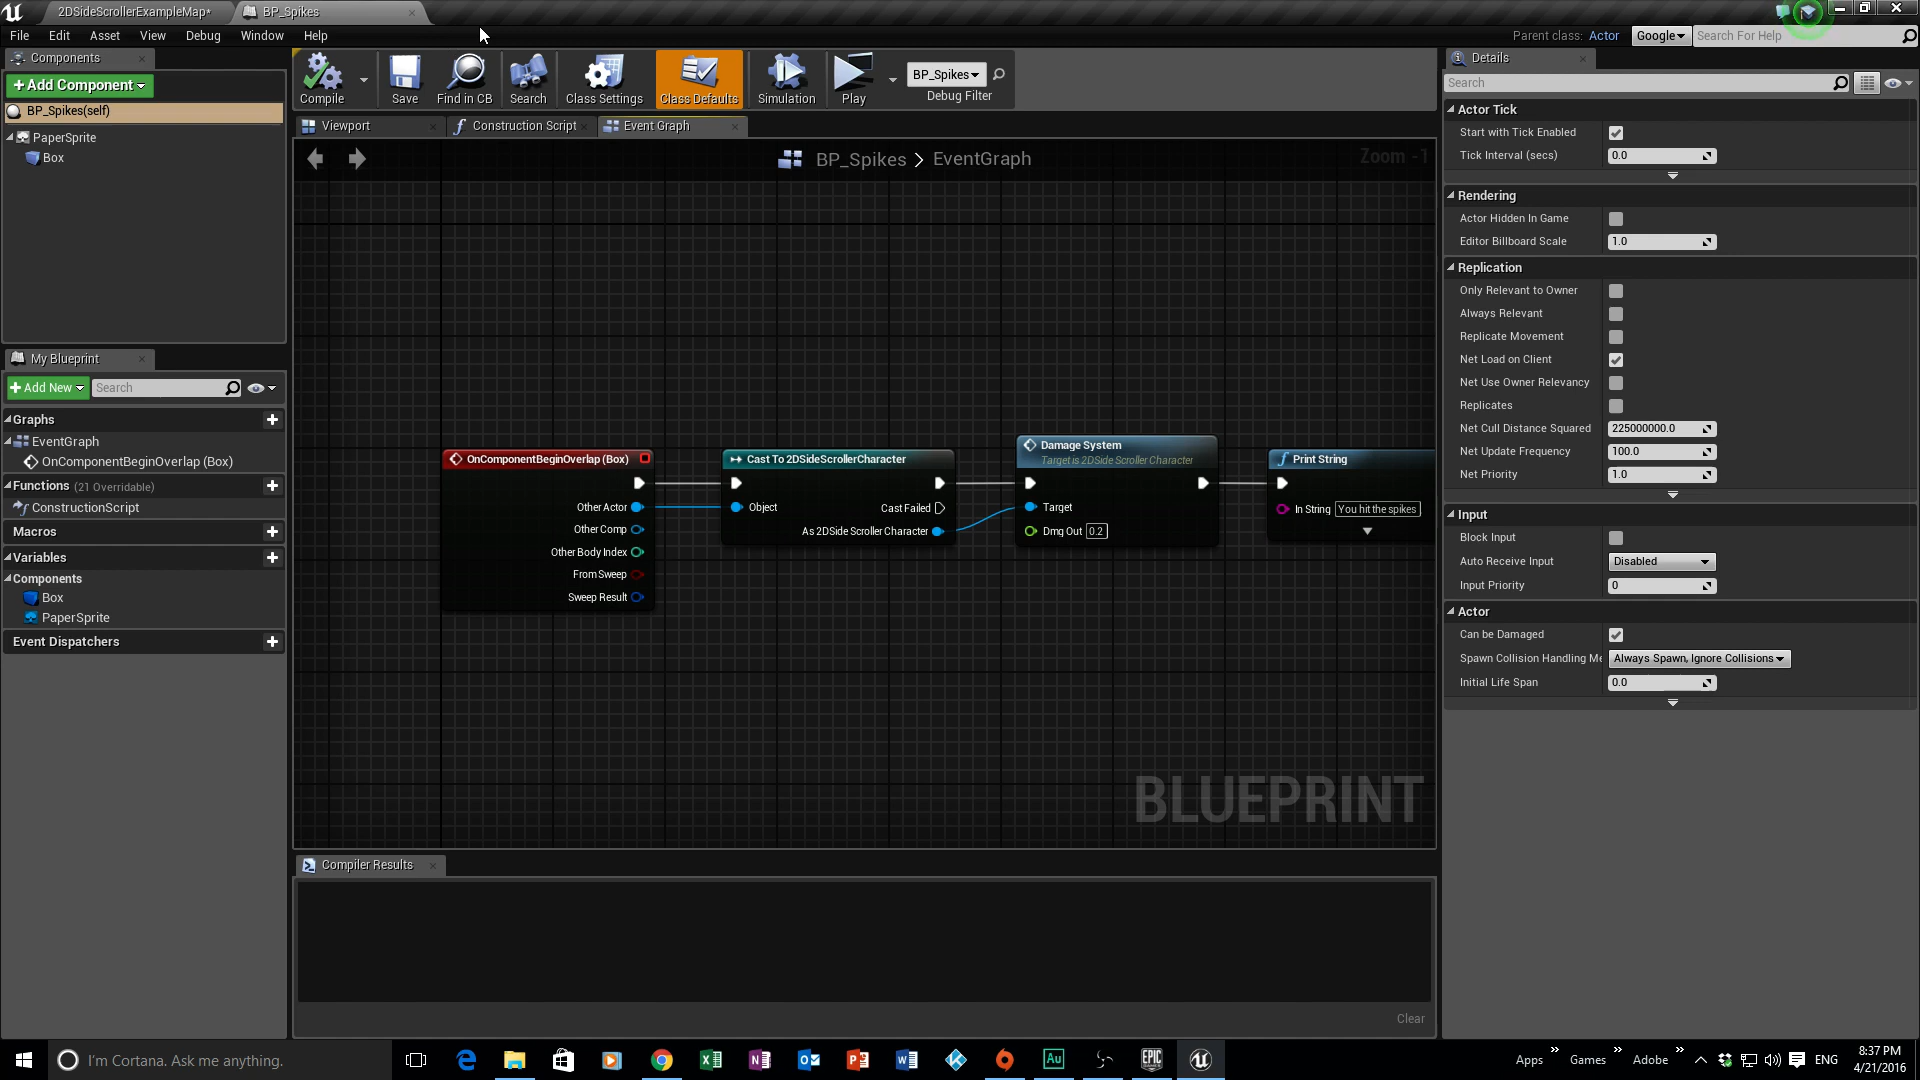 2DSideScrollerExampleMap*
BP_Spikes
File Edit Asset View Debug Window Help
Parent class: Actor Google Search For Help
Components
+Add Component
BP_Spikes(self)
PaperSprite
Box
Compile Save Find in CB Search Class Settings Class Defaults Simulation Play
BP_Spikes
Debug Filter
Viewport Construction Script Event Graph
BP_Spikes > EventGraph
Zoom -1
My Blueprint
+Add New Search
Graphs
EventGraph
OnComponentBeginOverlap (Box)
Functions (21 Overridable)
ConstructionScript
Macros
Variables
Components
Box
PaperSprite
Event Dispatchers
OnComponentBeginOverlap (Box)
Other Actor
Other Comp
Other Body Index
From Sweep
Sweep Result
Cast To 2DSideScrollerCharacter
Object
Cast Failed
As 2DSide Scroller Character
Damage System
Target is 2DSide Scroller Character
Target
Dmg Out 0.2
Print String
In String You hit the spikes
BLUEPRINT
Compiler Results
Clear
Details
Search
Actor Tick
Start with Tick Enabled
Tick Interval (secs) 0.0
Rendering
Actor Hidden In Game
Editor Billboard Scale 1.0
Replication
Only Relevant to Owner
Always Relevant
Replicate Movement
Net Load on Client
Net Use Owner Relevancy
Replicates
Net Cull Distance Squared 225000000.0
Net Update Frequency 100.0
Net Priority 1.0
Input
Block Input
Auto Receive Input Disabled
Input Priority 0
Actor
Can be Damaged
Spawn Collision Handling Me Always Spawn, Ignore Collisions
Initial Life Span 0.0
I'm Cortana. Ask me anything.
Au
EPIC GAMES
Apps » Games » Adobe »
ENG
8:37 PM
4/21/2016